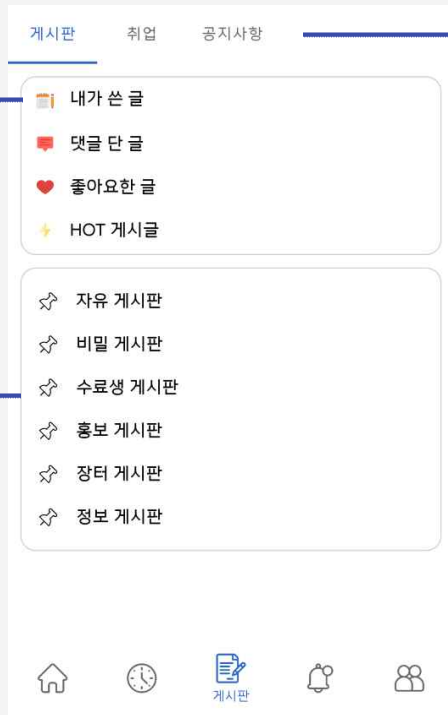 게시판 취업 공지사항
내가 쓴 글
댓글 단 글
좋아요한 글
HOT 게시글
자유 게시판
비밀 게시판
수료생 게시판
홍보 게시판
장터 게시판
정보 게시판
게시판